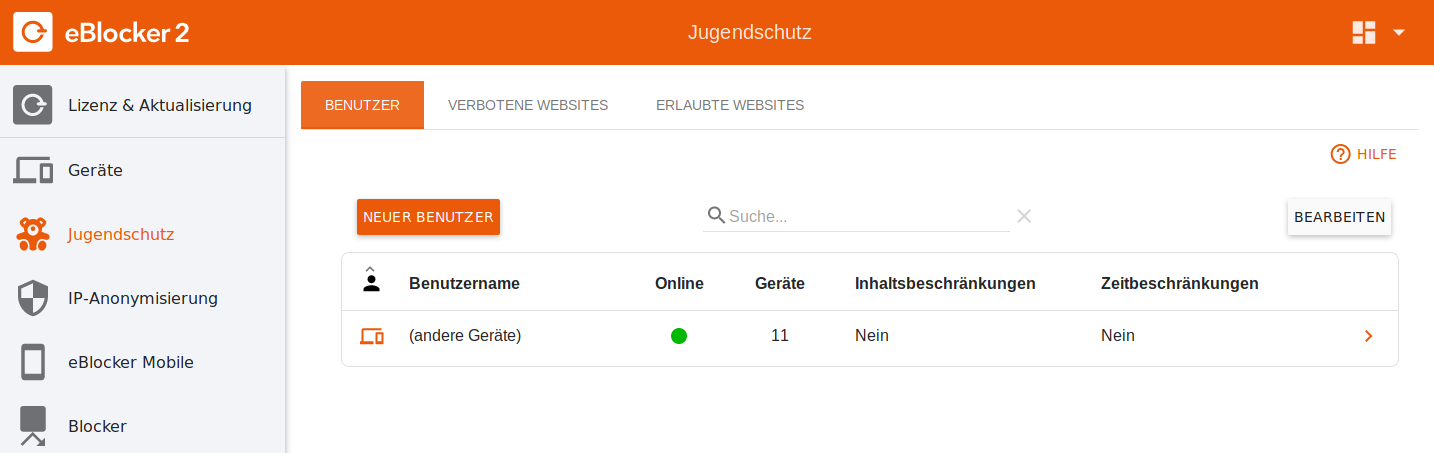 eBlocker 2
Jugendschutz
Lizenz & Aktualisierung
Geräte
Jugendschutz
IP-Anonymisierung
eBlocker Mobile
Blocker
BENUTZER VERBOTENE WEBSITES ERLAUBTE WEBSITES
HILFE
NEUER BENUTZER Suche... BEARBEITEN
Benutzername Online Geräte Inhaltsbeschränkungen Zeitbeschränkungen
(andere Geräte) 11 Nein Nein